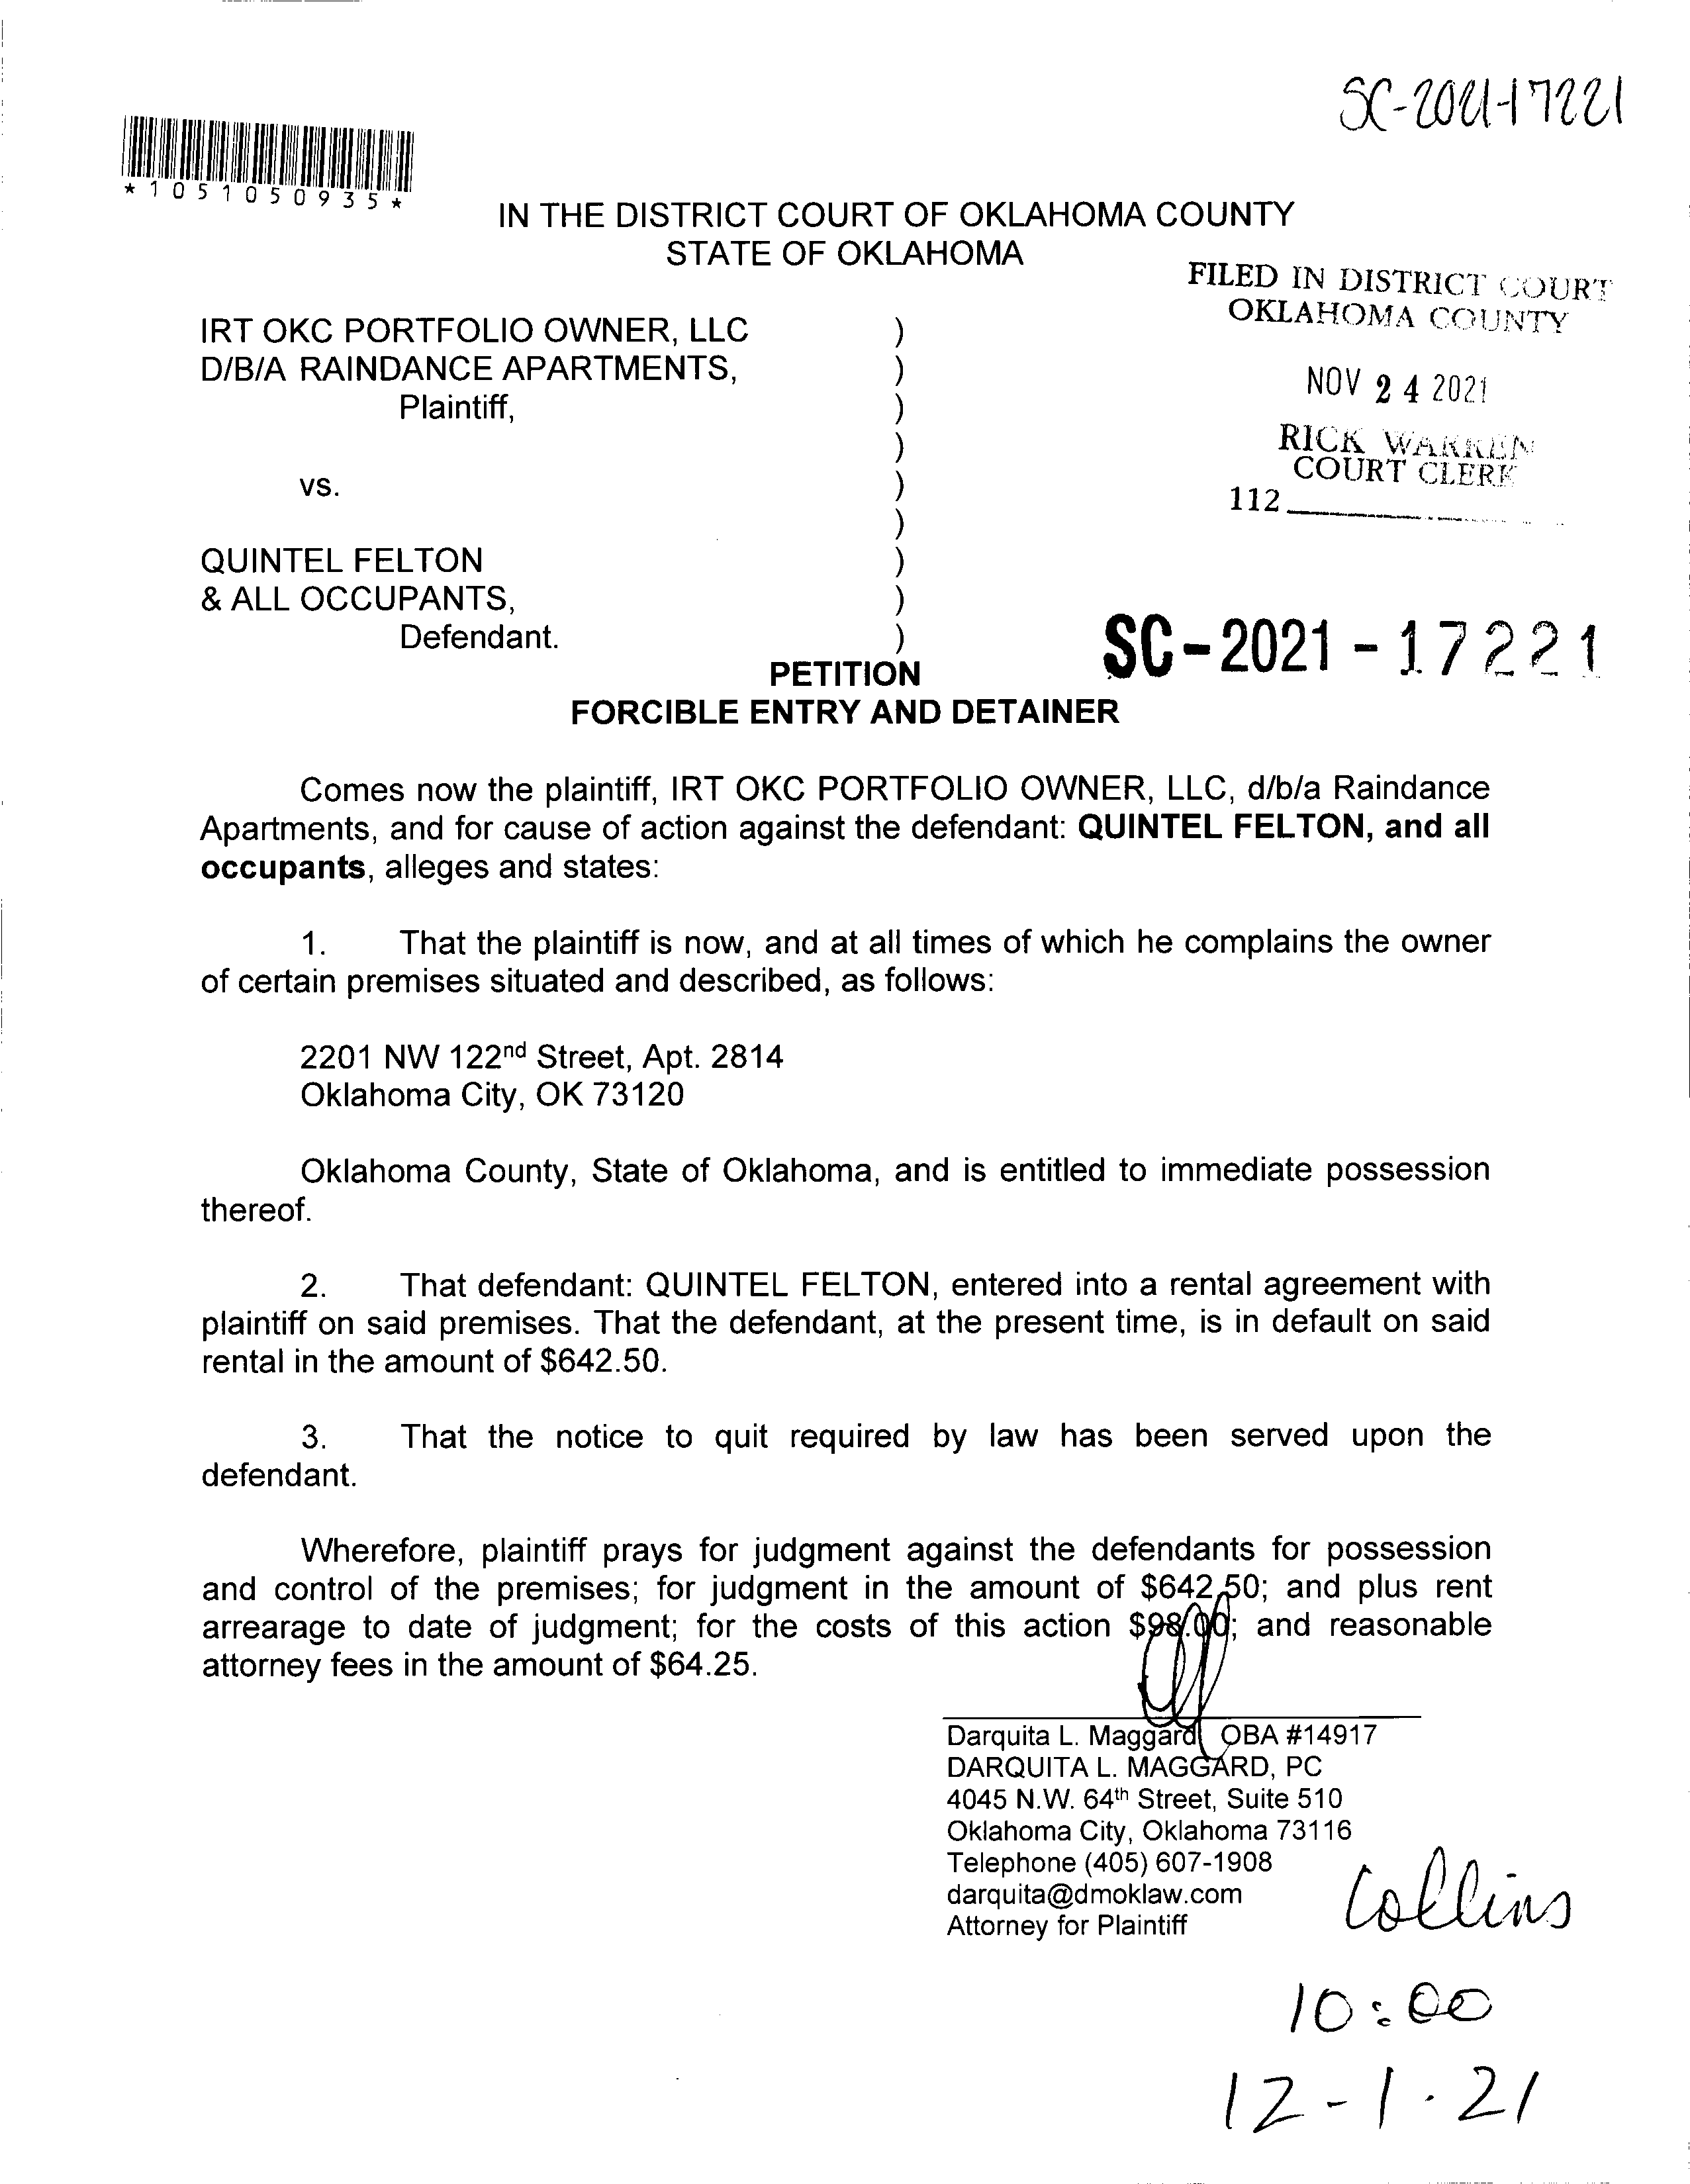 SC-2021-17221
*1051050935*
IN THE DISTRICT COURT OF OKLAHOMA COUNTY
STATE OF OKLAHOMA
FILED IN DISTRICT COURT
OKLAHOMA COUNTY
NOV 24 2021
RICK WARREN
COURT CLERK
112
IRT OKC PORTFOLIO OWNER, LLC )
D/B/A RAINDANCE APARTMENTS, )
Plaintiff, )
)
vs. )
)
QUINTEL FELTON )
& ALL OCCUPANTS, )
Defendant. )
SC-2021-17221
PETITION
FORCIBLE ENTRY AND DETAINER
Comes now the plaintiff, IRT OKC PORTFOLIO OWNER, LLC, d/b/a Raindance
Apartments, and for cause of action against the defendant: QUINTEL FELTON, and all
occupants, alleges and states:
1. That the plaintiff is now, and at all times of which he complains the owner
of certain premises situated and described, as follows:
2201 NW 122nd Street, Apt. 2814
Oklahoma City, OK 73120
Oklahoma County, State of Oklahoma, and is entitled to immediate possession
thereof.
2. That defendant: QUINTEL FELTON, entered into a rental agreement with
plaintiff on said premises. That the defendant, at the present time, is in default on said
rental in the amount of $642.50.
3. That the notice to quit required by law has been served upon the
defendant.
Wherefore, plaintiff prays for judgment against the defendants for possession
and control of the premises; for judgment in the amount of $642.50; and plus rent
arrearage to date of judgment; for the costs of this action $98.00; and reasonable
attorney fees in the amount of $64.25.
Darquita L. Maggard OBA #14917
DARQUITA L. MAGGARD, PC
4045 N.W. 64th Street, Suite 510
Oklahoma City, Oklahoma 73116
Telephone (405) 607-1908
darquita@dmoklaw.com
Attorney for Plaintiff
Collins
10:00
12-1-21